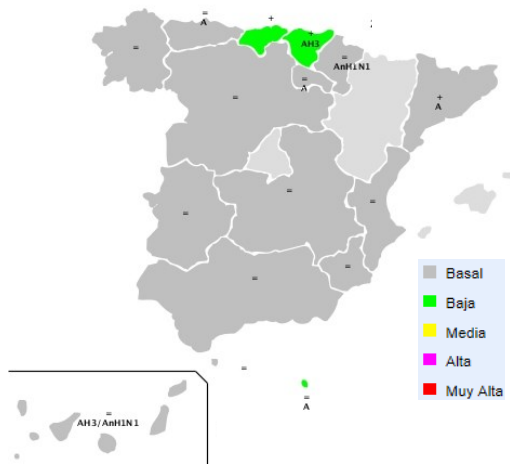 =
A
+
+
AH3
=
=
AnH1N1
=
A
=
+
A
=
=
=
=
=
=
=
A
=
AH3/AnH1N1
Basal
Baja
Media
Alta
Muy Alta